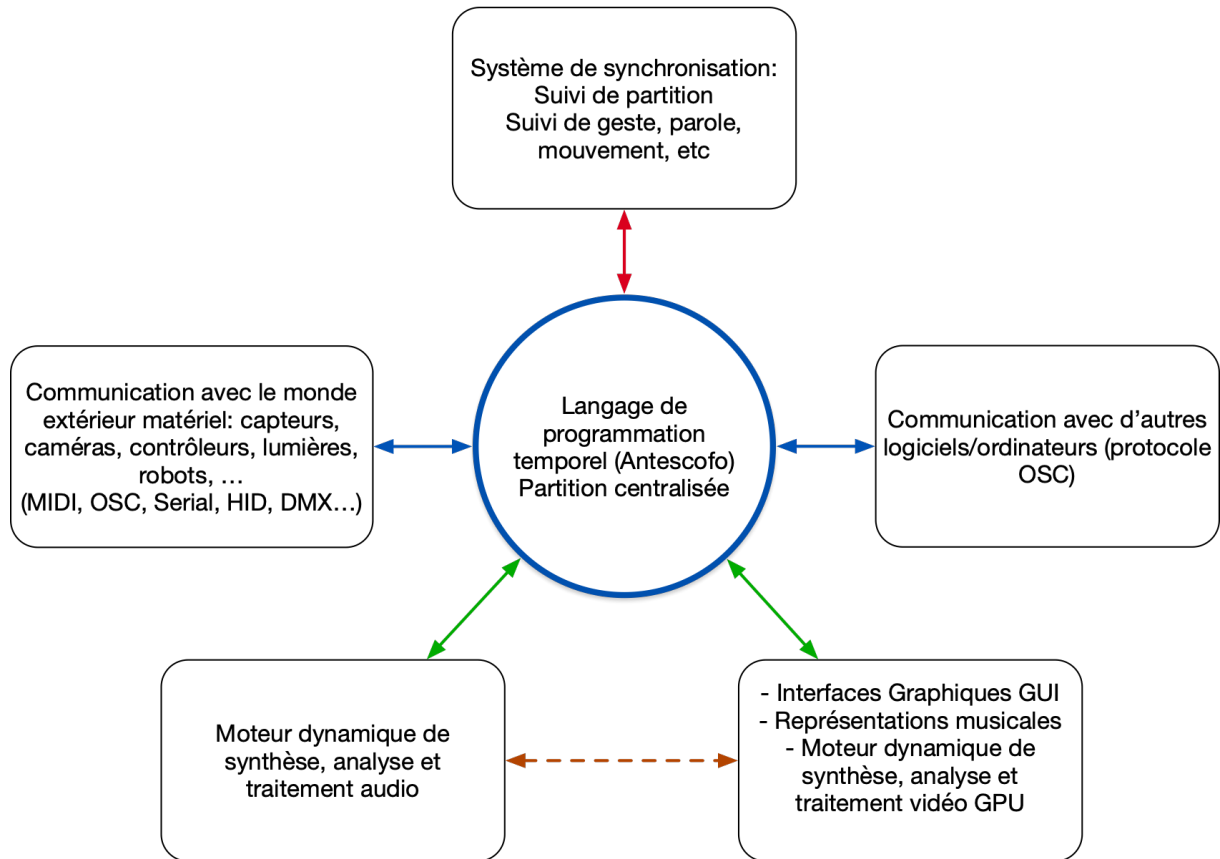 Système de synchronisation:
Suivi de partition
Suivi de geste, parole,
mouvement, etc
Communication avec le monde
extérieur matériel: capteurs,
caméras, contrôleurs, lumières,
robots, …
(MIDI, OSC, Serial, HID, DMX…)
Langage de
programmation
temporel (Antescofo)
Partition centralisée
Communication avec d’autres
logiciels/ordinateurs (protocole
OSC)
Moteur dynamique de
synthèse, analyse et
traitement audio
- Interfaces Graphiques GUI
- Représentations musicales
- Moteur dynamique de
synthèse, analyse et
traitement vidéo GPU